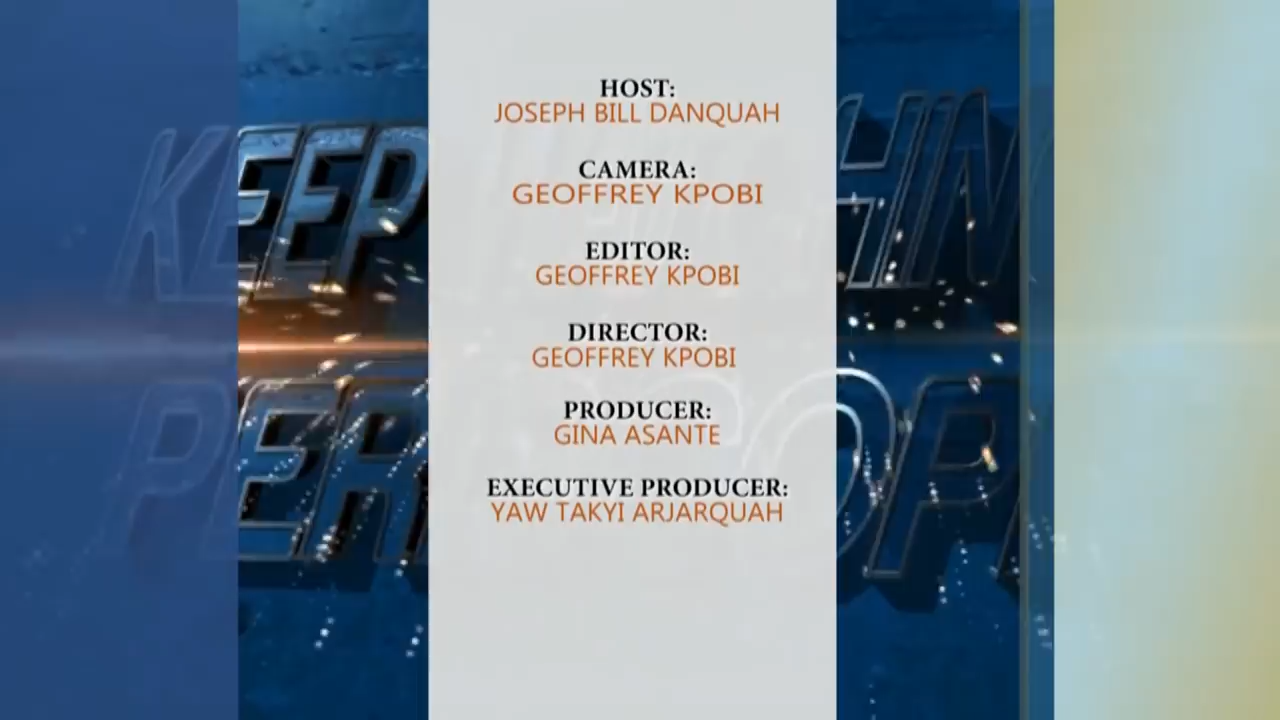 HOST:
JOSEPH BILL DANQUAH
CAMERA:
GEOFFREY KPOBI
EDITOR:
GEOFFREY KPOBI
DIRECTOR:
GEOFFREY KPOBI
PRODUCER:
GINA ASANTE
EXECUTIVE PRODUCER:
YAW TAKYI ARJARQUAH
KEEP